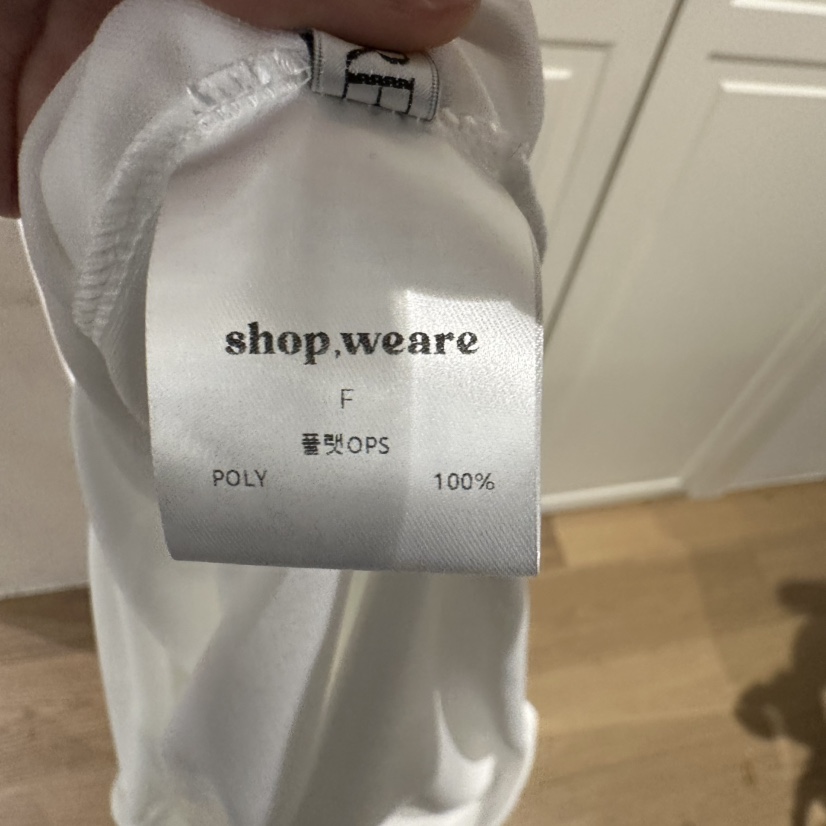 shop,weare
F
플랫OPS
POLY 100%